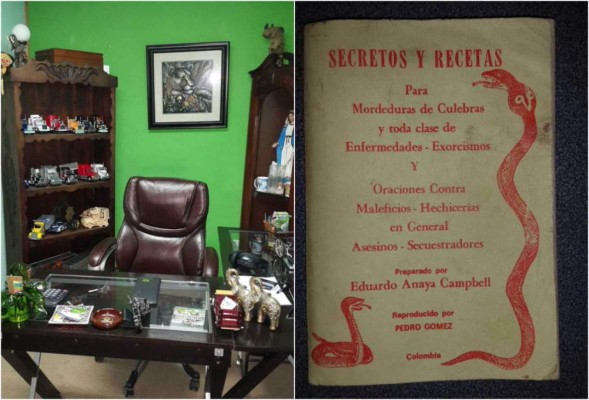 SECRETOS Y RECETAS
Para
Mordeduras de Culebras
y toda clase de
Enfermedades - Exorcismos
Y
Oraciones Contra
Maleficios - Hechicerias
en General
Asesinos - Secuestradores
Preparado por
Eduardo Anaya Campbell
Reproducido por
PEDRO GOMEZ
Colombia